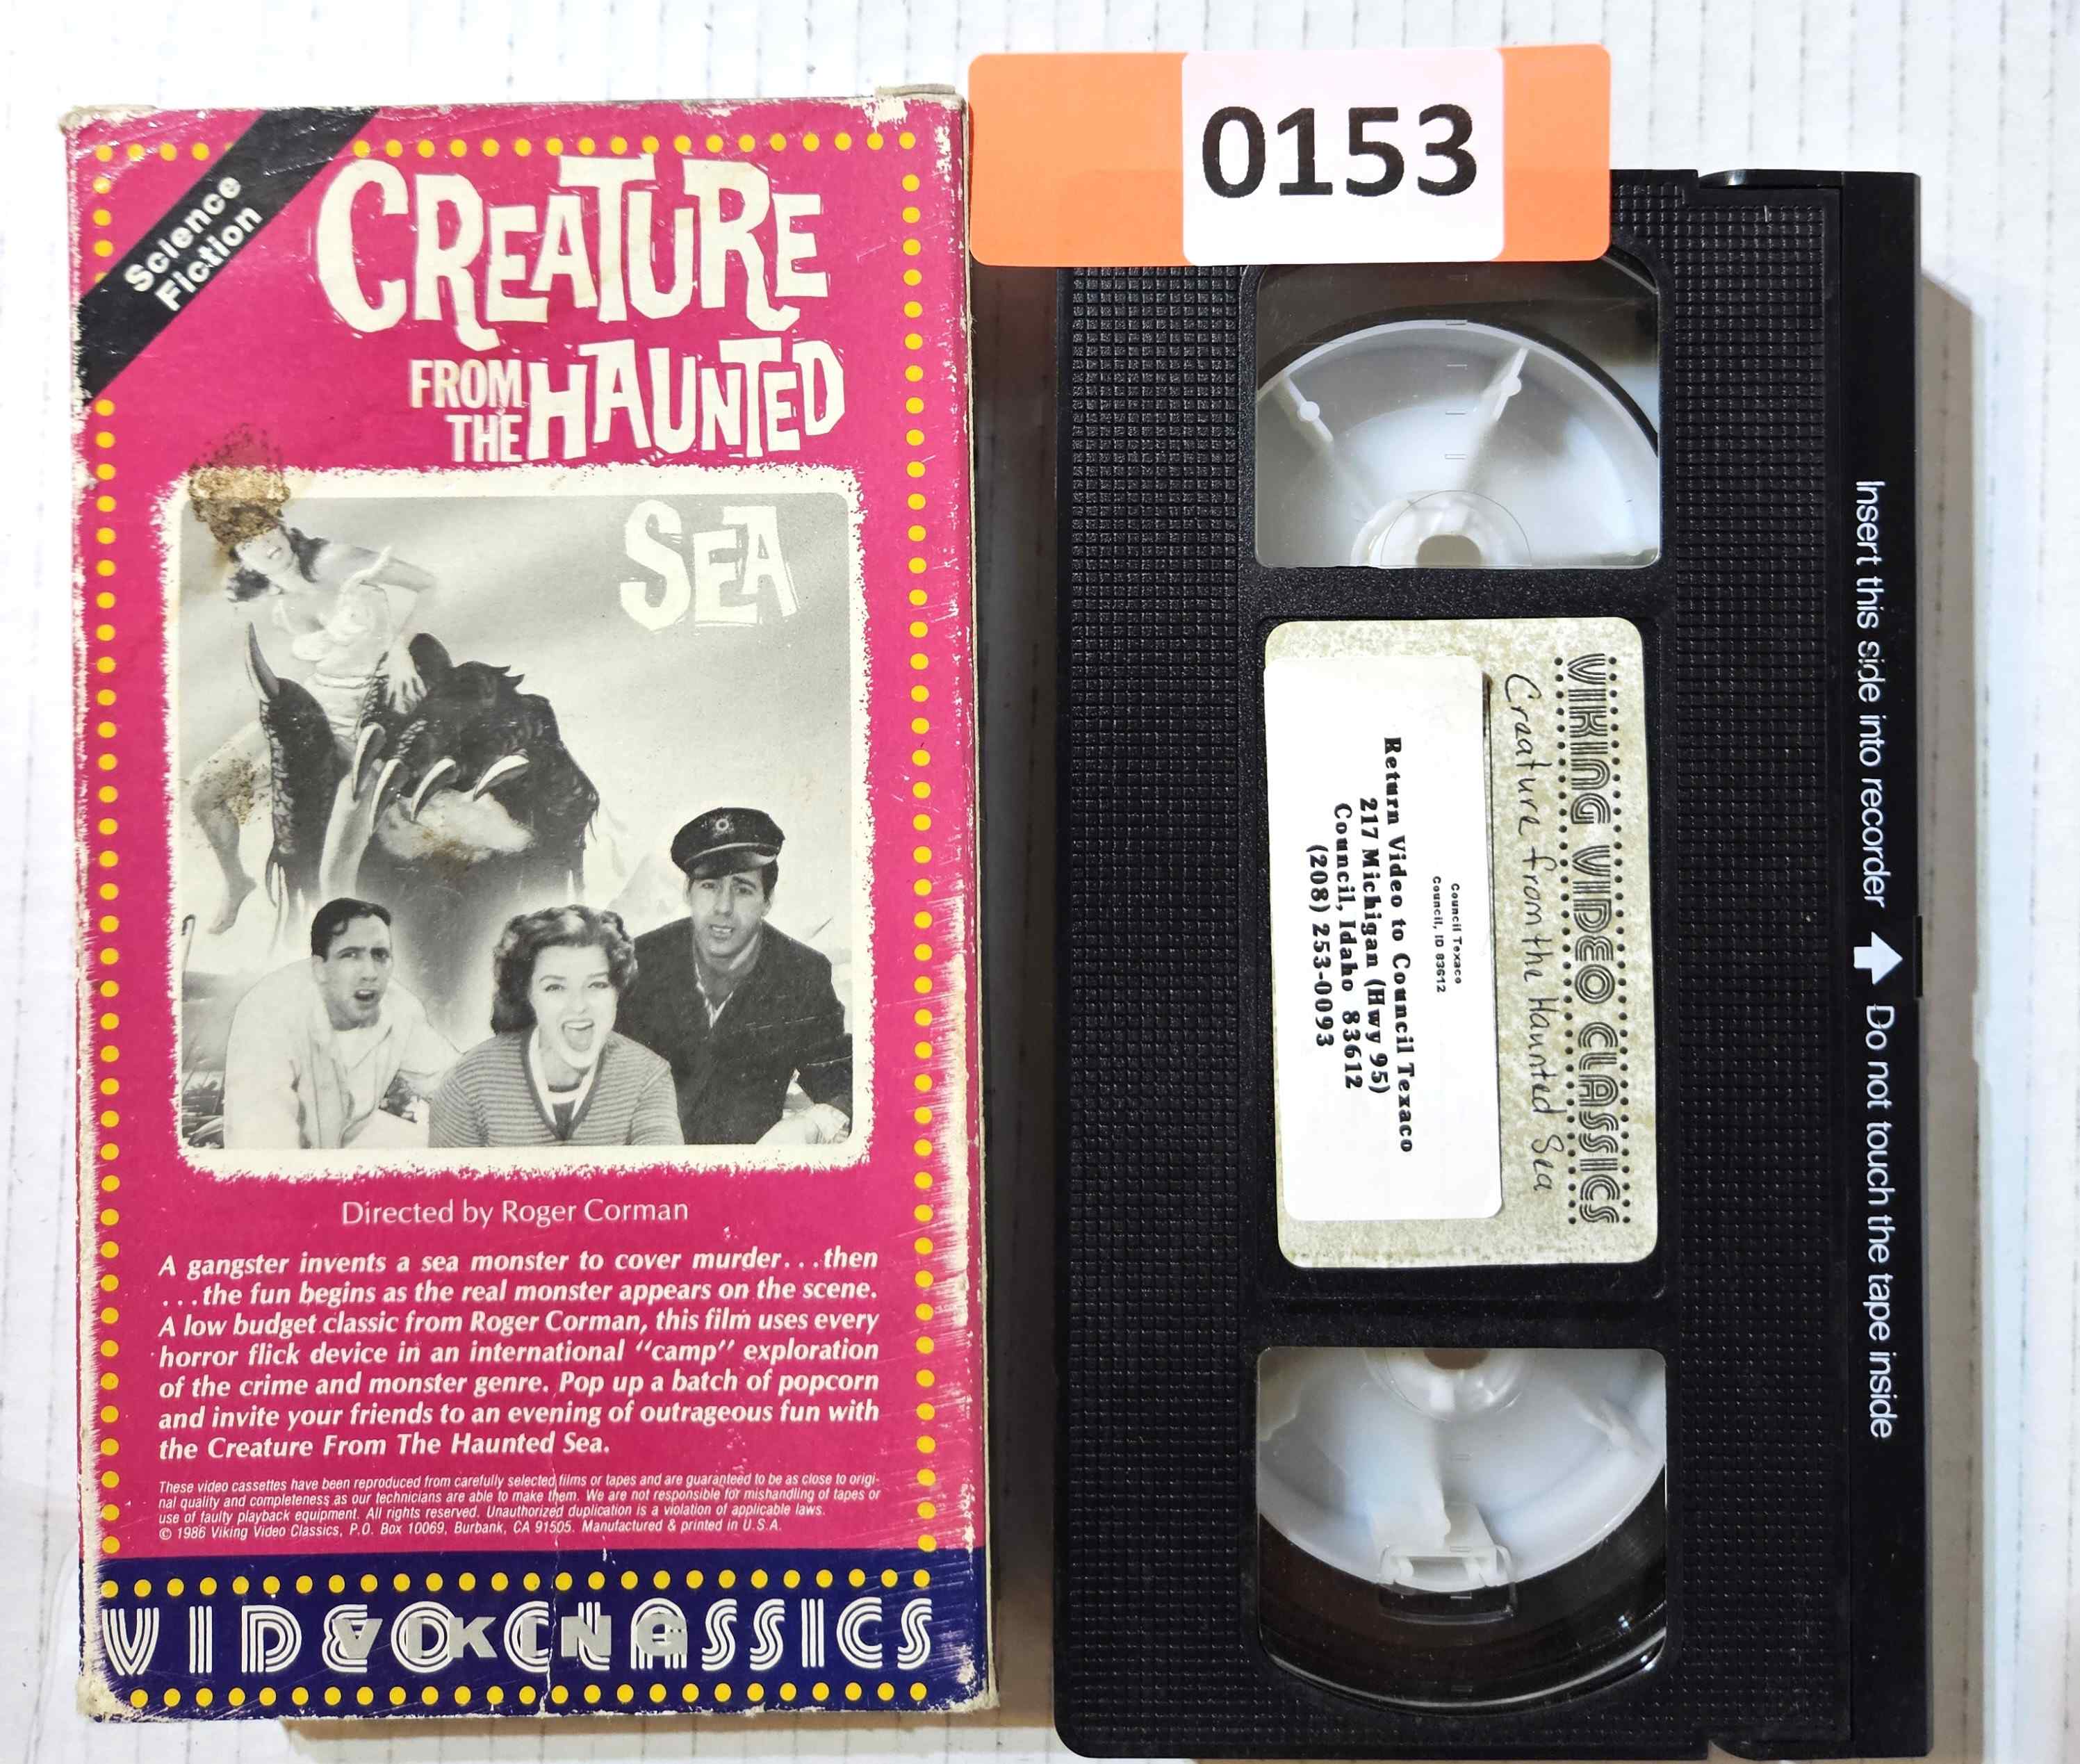 Science
Fiction
CREATURE
FROM
THE HAUNTED
SEA
Directed by Roger Corman
A gangster invents a sea monster to cover murder...then
...the fun begins as the real monster appears on the scene.
A low budget classic from Roger Corman, this film uses every
horror flick device in an international "camp" exploration
of the crime and monster genre. Pop up a batch of popcorn
and invite your friends to an evening of outrageous fun with
the Creature From The Haunted Sea.
These video cassettes have been reproduced from carefully selected films or tapes and are guaranteed to be as close to origi-
nal quality and completeness as our technicians are able to make them. We are not responsible for mishandling of tapes or
use of faulty playback equipment. All rights reserved. Unauthorized duplication is a violation of applicable laws.
© 1986 Viking Video Classics, P.O. Box 10069, Burbank, CA 91505. Manufactured & printed in U.S.A.
VIDEO CLASSICS
VIKING
0153
VIKING VIDEO CLASSICS
Creature from the Haunted Sea
Council Texaco
Council, ID 83612
Return Video to Council Texaco
217 Michigan (Hwy 95)
Council, Idaho 83612
(208) 253-0093
Insert this side into recorder Do not touch the tape inside